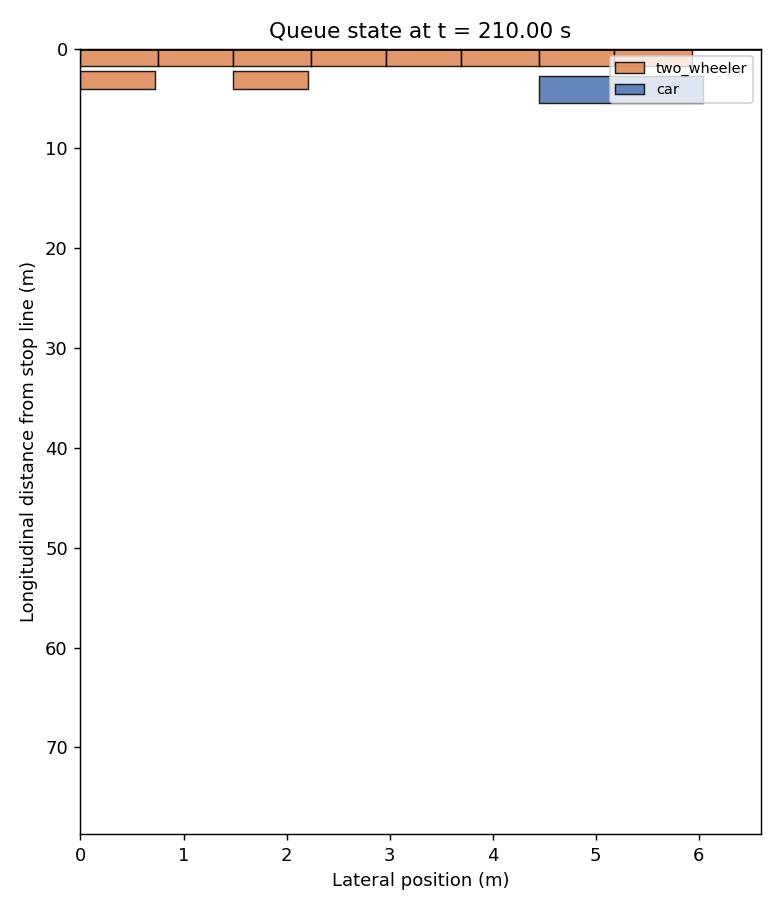 Queue state at t = 210.00 s
two_wheeler
car
0
10
20
30
40
50
60
70
Longitudinal distance from stop line (m)
0 1 2 3 4 5 6
Lateral position (m)